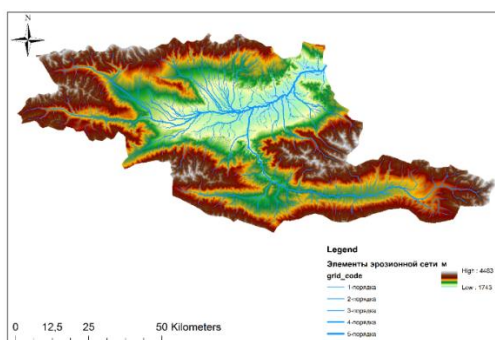 N
Legend
Элементы эрозионной сети м
grid_code
1-порядка
2-порядка
3-порядка
4-порядка
5-порядка
High : 4483
Low : 1743
0 12,5 25 50 Kilometers